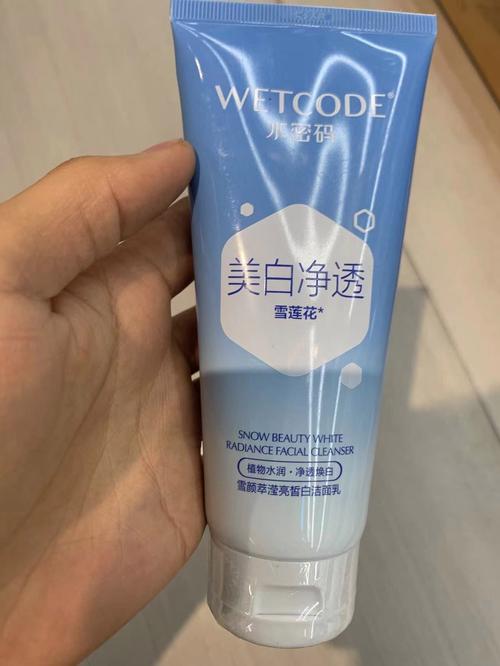 WETCODE®
水密码
美白净透
雪莲花*
SNOW BEAUTY WHITE
RADIANCE FACIAL CLEANSER
植物水润·净透焕白
雪颜萃滢亮皙白洁面乳